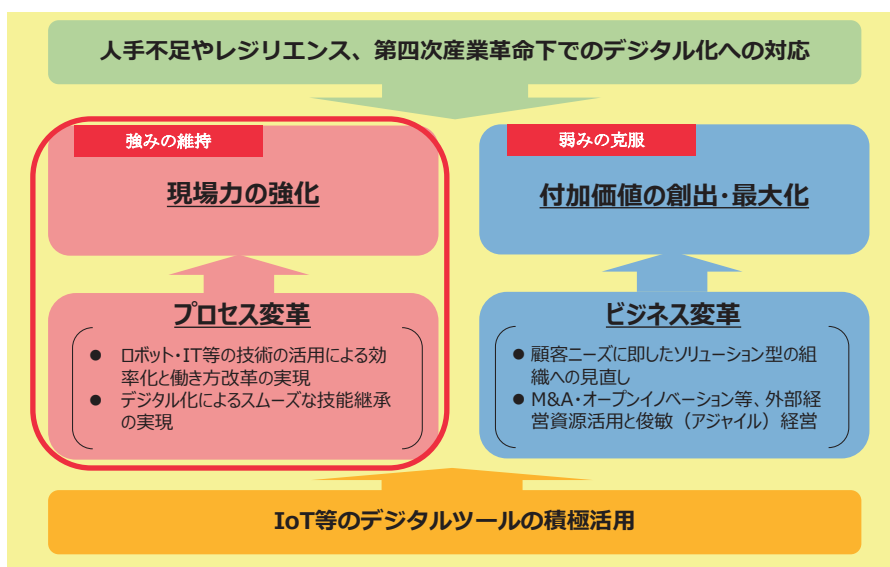 人手不足やレジリエンス、第四次産業革命下でのデジタル化への対応
強みの維持
現場力の強化
プロセス変革
● ロボット・IT等の技術の活用による効
率化と働き方改革の実現
● デジタル化によるスムーズな技能継承
の実現
弱みの克服
付加価値の創出・最大化
ビジネス変革
● 顧客ニーズに即したソリューション型の組
織への見直し
● M&A・オープンイノベーション等、外部経
営資源活用と俊敏（アジャイル）経営
IoT等のデジタルツールの積極活用